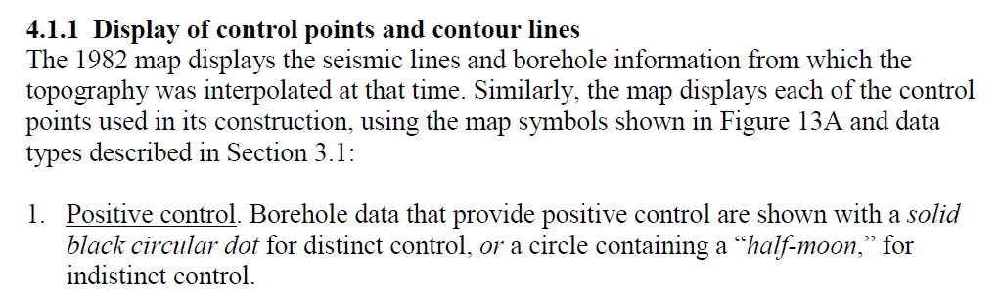 4.1.1 Display of control points and contour lines
The 1982 map displays the seismic lines and borehole information from which the
topography was interpolated at that time. Similarly, the map displays each of the control
points used in its construction, using the map symbols shown in Figure 13A and data
types described in Section 3.1:
1. Positive control. Borehole data that provide positive control are shown with a solid
black circular dot for distinct control, or a circle containing a “half-moon,” for
indistinct control.